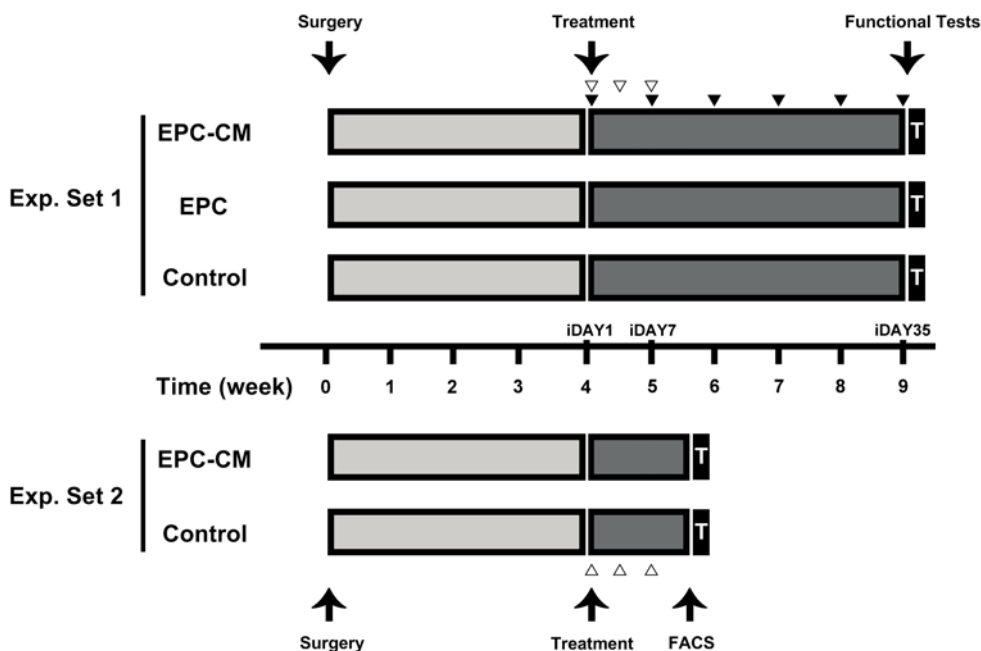 Surgery Treatment Functional Tests
EPC-CM T
Exp. Set 1 EPC T
Control T
iDAY1 iDAY7 iDAY35
Time (week) 0 1 2 3 4 5 6 7 8 9
EPC-CM T
Exp. Set 2
Control T
Surgery Treatment FACS